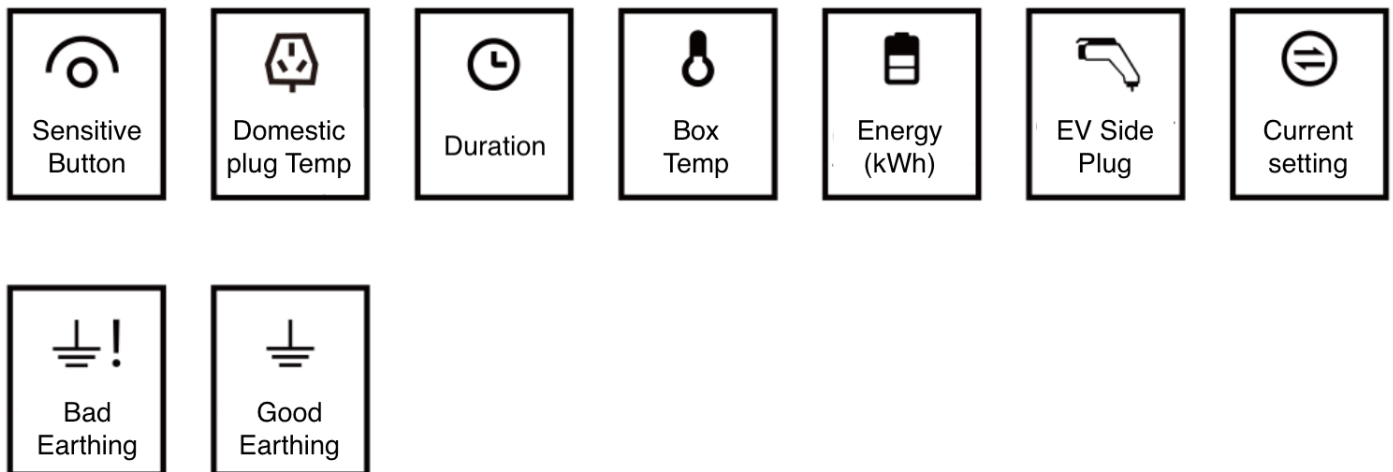 Sensitive
Button
Domestic
plug Temp
Duration
Box
Temp
Energy
(kWh)
EV Side
Plug
Current
setting
!
Bad
Earthing
Good
Earthing